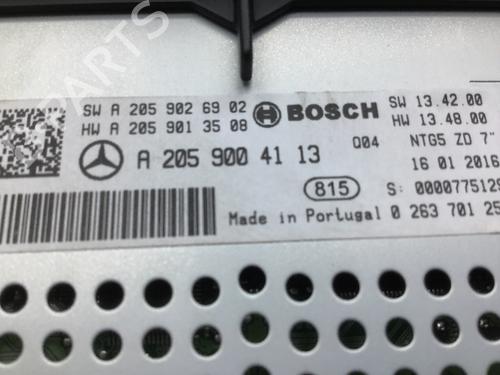 SW A 205 902 69 02
HW A 205 901 35 08
BOSCH
SW 13.42.00
HW 13.48.00
A 205 900 41 13
Q04
NTG5 ZD 7"
16 01 2016
815
S: 0000775129
Made in Portugal 0 263 701 25